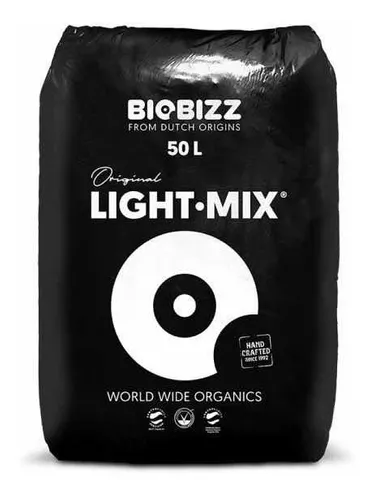 BIOBIZZ
FROM DUTCH ORIGINS
50 L
Original
LIGHT·MIX®
HAND
CRAFTED
SINCE 1992
WORLD WIDE ORGANICS